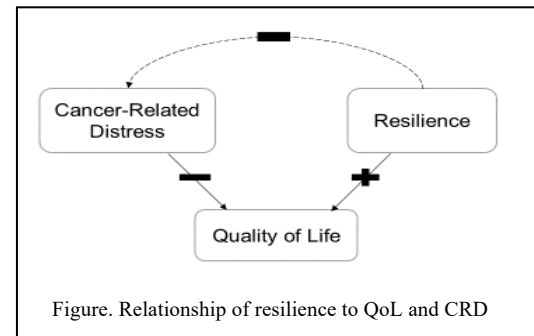 Cancer-Related
Distress
Resilience
Quality of Life
Figure. Relationship of resilience to QoL and CRD